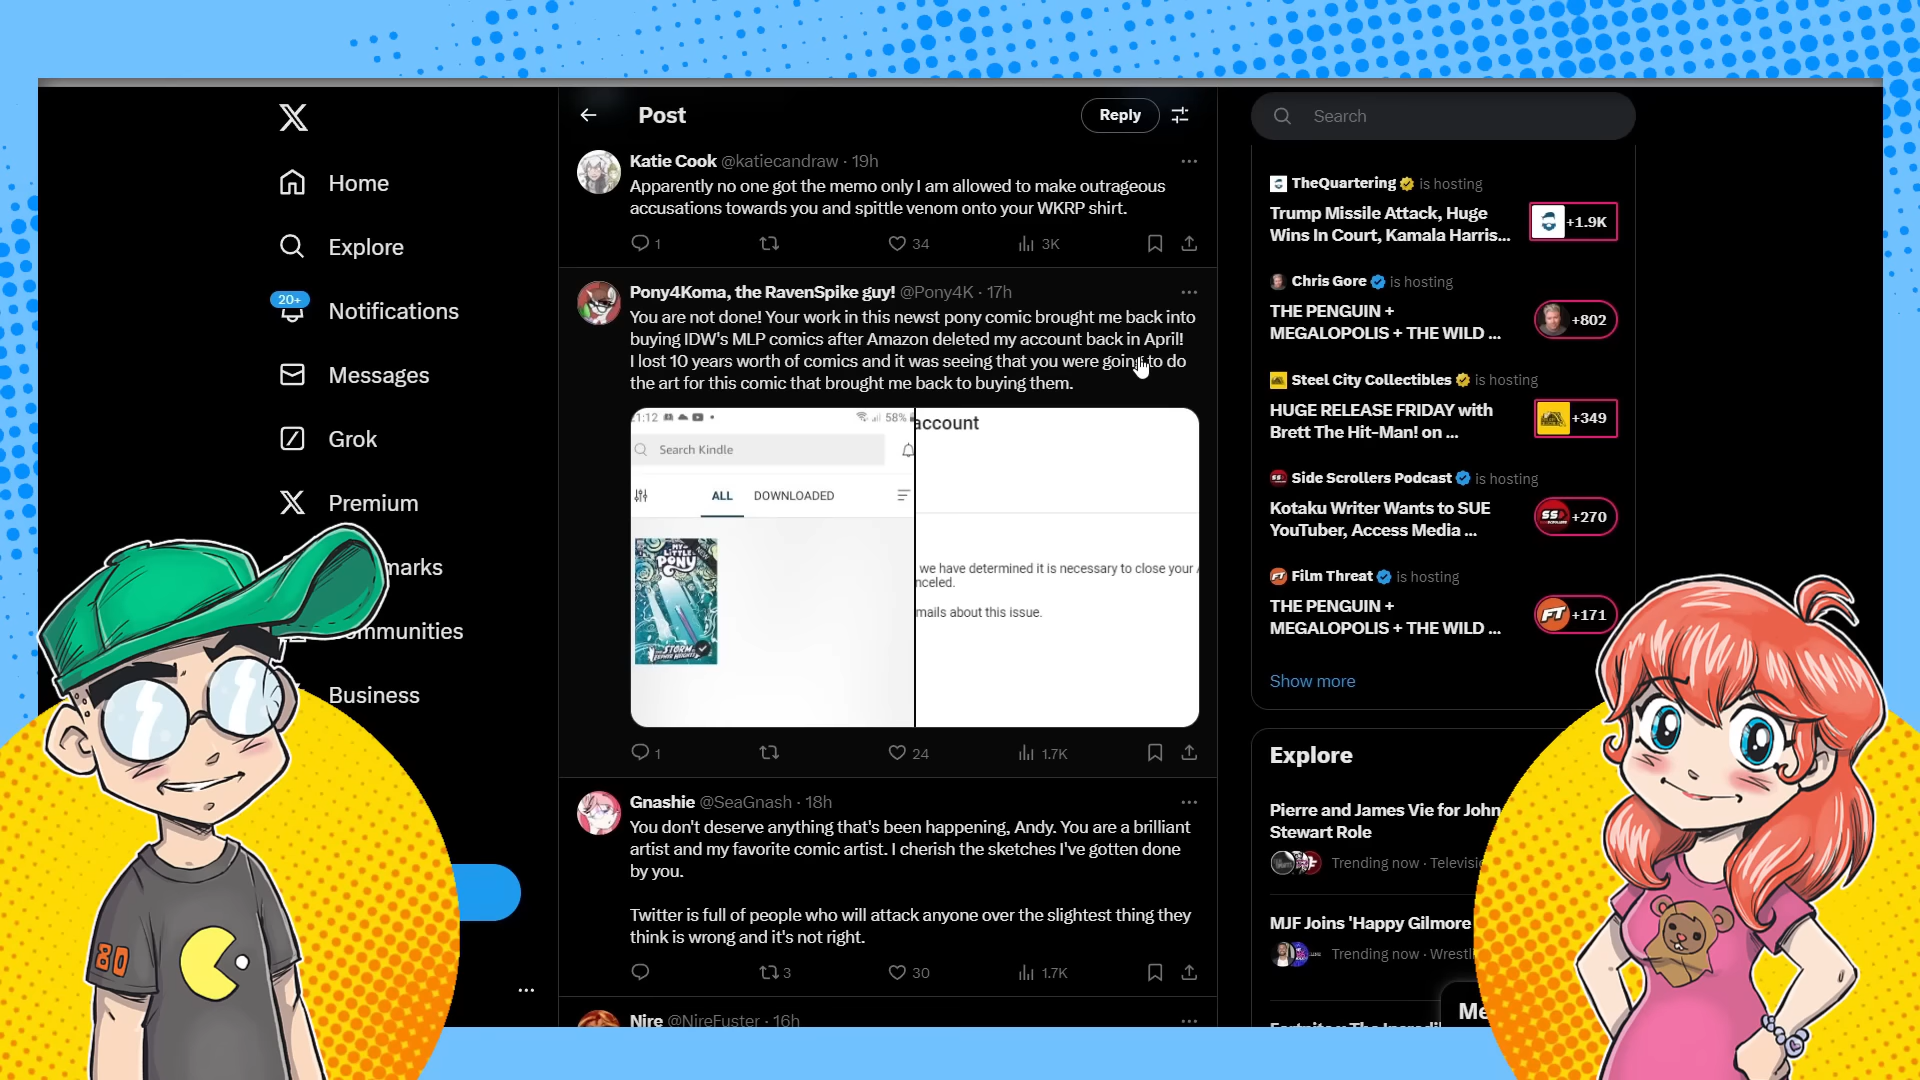 Home
Explore
20+
Notifications
Messages
Grok
Premium
marks
ommunities
Business
80
Post
Reply
Katie Cook @katiecandraw · 19h
Apparently no one got the memo only I am allowed to make outrageous
accusations towards you and spittle venom onto your WKRP shirt.
1
34
3K
Pony4Koma, the RavenSpike guy! @Pony4K · 17h
You are not done! Your work in this newst pony comic brought me back into
buying IDW's MLP comics after Amazon deleted my account back in April!
I lost 10 years worth of comics and it was seeing that you were going to do
the art for this comic that brought me back to buying them.
1:12
58%
Search Kindle
ALL DOWNLOADED
MY LITTLE
PONY
STORM
ZEPHYR HEIGHTS
account
we have determined it is necessary to close your A
nceled.
mails about this issue.
1
24
1.7K
Gnashie @SeaGnash · 18h
You don't deserve anything that's been happening, Andy. You are a brilliant
artist and my favorite comic artist. I cherish the sketches I've gotten done
by you.
Twitter is full of people who will attack anyone over the slightest thing they
think is wrong and it's not right.
3
30
1.7K
Nire @NireFuster · 16h
Search
TheQuartering is hosting
Trump Missile Attack, Huge
Wins In Court, Kamala Harris...
+1.9K
Chris Gore is hosting
THE PENGUIN +
MEGALOPOLIS + THE WILD ...
+802
Steel City Collectibles is hosting
HUGE RELEASE FRIDAY with
Brett The Hit-Man! on ...
+349
Side Scrollers Podcast is hosting
Kotaku Writer Wants to SUE
YouTuber, Access Media ...
+270
Film Threat is hosting
THE PENGUIN +
MEGALOPOLIS + THE WILD ...
FT
+171
Show more
Explore
Pierre and James Vie for John
Stewart Role
Trending now · Televisi
MJF Joins 'Happy Gilmore
Trending now · Wrestl
Me